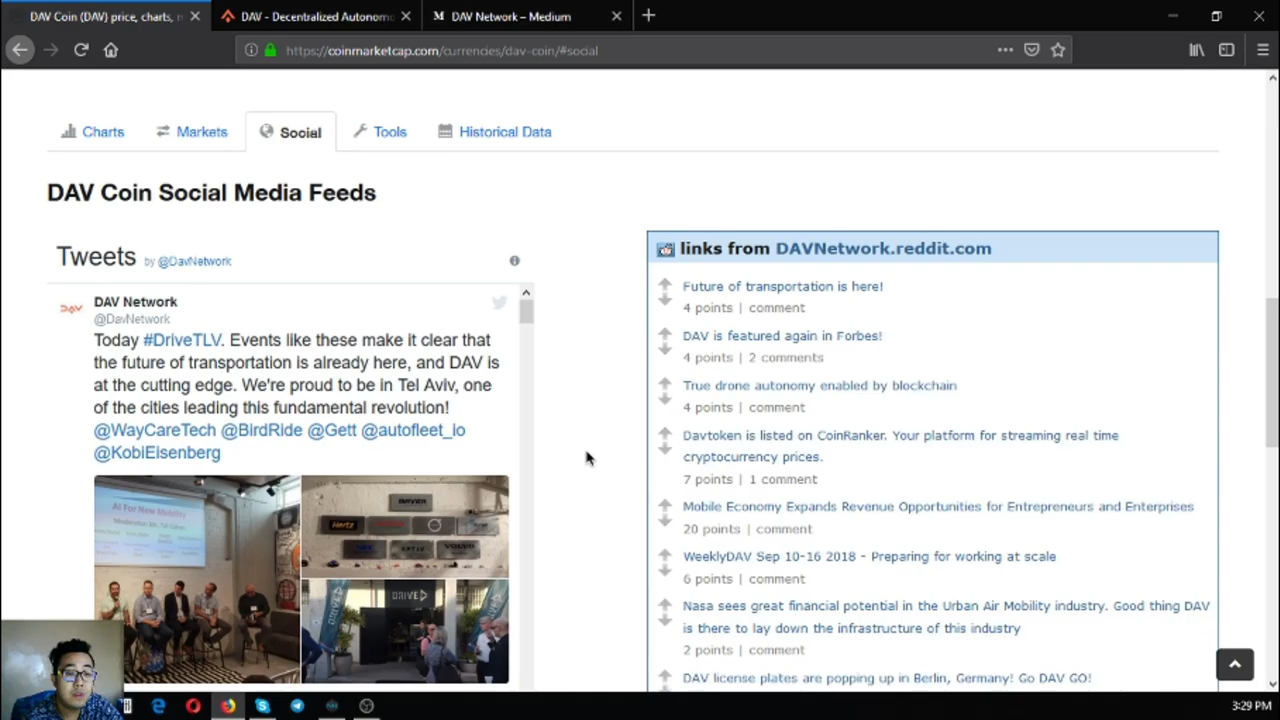 DAV Coin (DAV) price, charts,
DAV - Decentralized Autonomo
M DAV Network – Medium
https://coinmarketcap.com/currencies/dav-coin/#social
Charts
Markets
Social
Tools
Historical Data
DAV Coin Social Media Feeds
Tweets by @DavNetwork
DAV Network
@DavNetwork
Today #DriveTLV. Events like these make it clear that
the future of transportation is already here, and DAV is
at the cutting edge. We're proud to be in Tel Aviv, one
of the cities leading this fundamental revolution!
@WayCareTech @BirdRide @Gett @autofleet_io
@KobiEisenberg
AI For New Mobility
Hertz
VOLVO
DRIVE
links from DAVNetwork.reddit.com
Future of transportation is here!
4 points | comment
DAV is featured again in Forbes!
4 points | 2 comments
True drone autonomy enabled by blockchain
4 points | comment
Davtoken is listed on CoinRanker. Your platform for streaming real time
cryptocurrency prices.
7 points | 1 comment
Mobile Economy Expands Revenue Opportunities for Entrepreneurs and Enterprises
20 points | comment
WeeklyDAV Sep 10-16 2018 - Preparing for working at scale
6 points | comment
Nasa sees great financial potential in the Urban Air Mobility industry. Good thing DAV
is there to lay down the infrastructure of this industry
2 points | comment
DAV license plates are popping up in Berlin, Germany! Go DAV GO!
3:29 PM